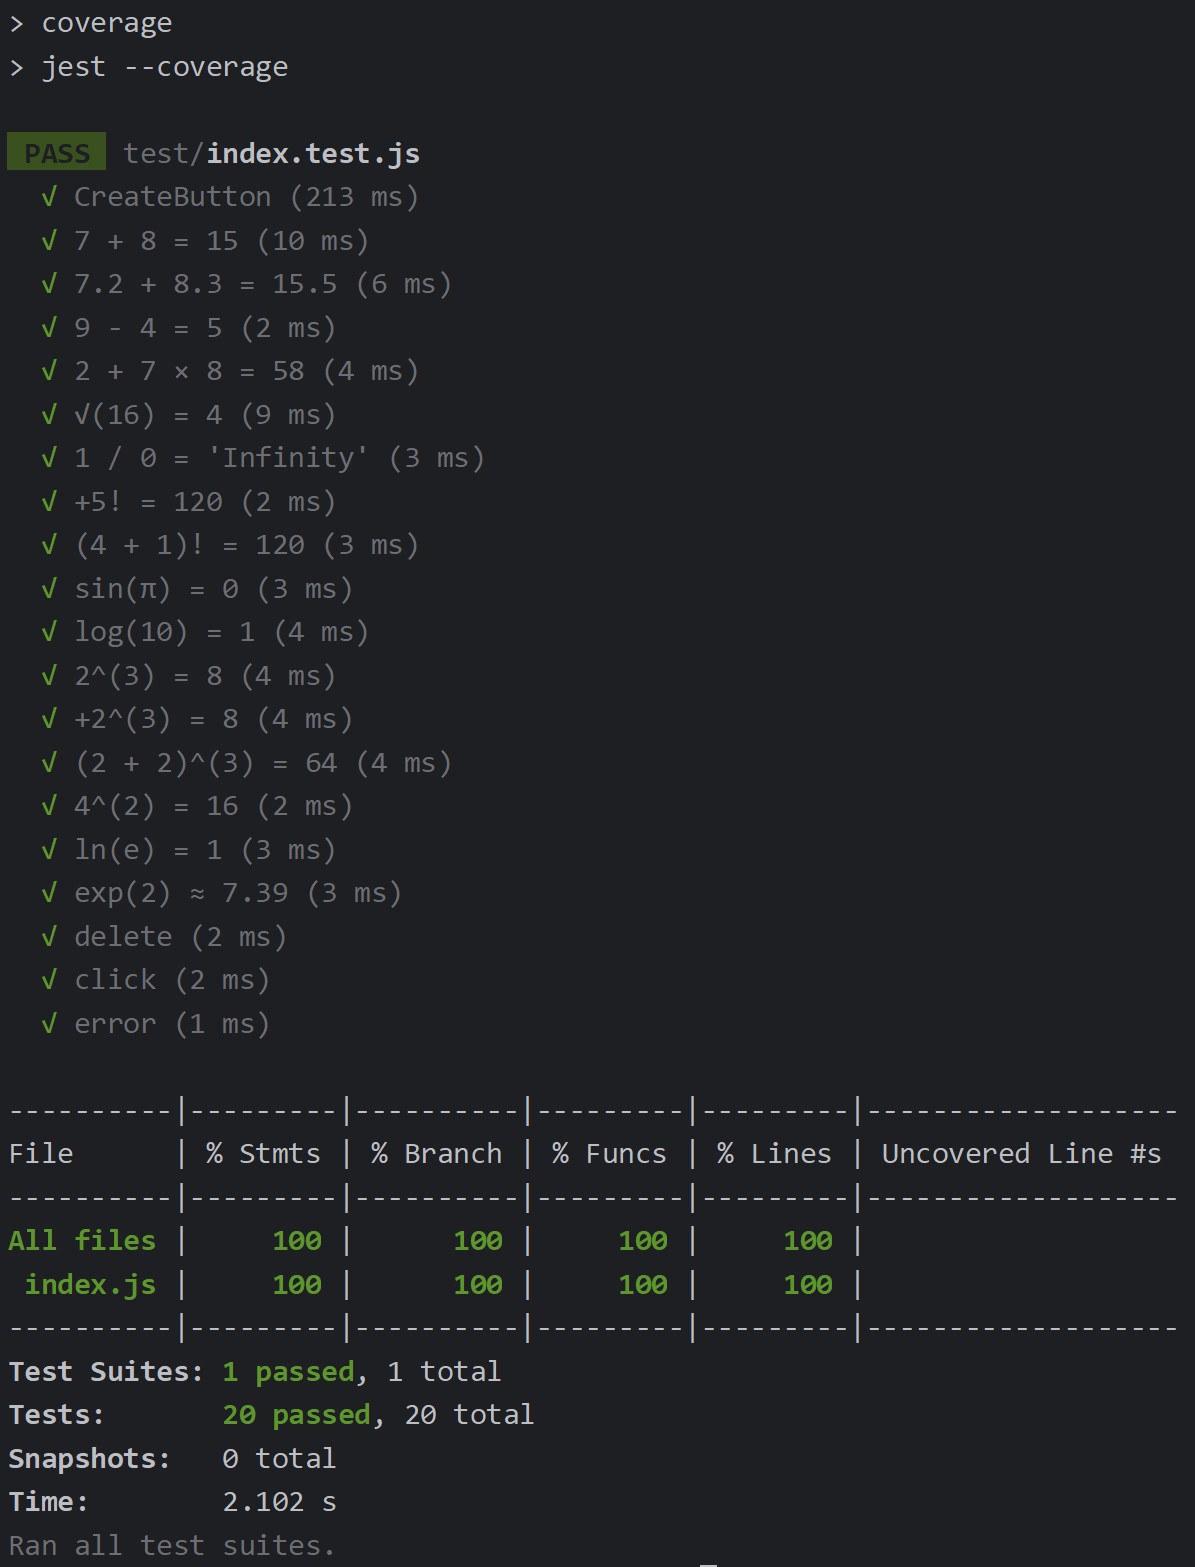 > coverage
> jest --coverage
PASS test/index.test.js
√ CreateButton (213 ms)
√ 7 + 8 = 15 (10 ms)
√ 7.2 + 8.3 = 15.5 (6 ms)
√ 9 - 4 = 5 (2 ms)
√ 2 + 7 × 8 = 58 (4 ms)
√ √(16) = 4 (9 ms)
√ 1 / 0 = 'Infinity' (3 ms)
√ +5! = 120 (2 ms)
√ (4 + 1)! = 120 (3 ms)
√ sin(π) = 0 (3 ms)
√ log(10) = 1 (4 ms)
√ 2^(3) = 8 (4 ms)
√ +2^(3) = 8 (4 ms)
√ (2 + 2)^(3) = 64 (4 ms)
√ 4^(2) = 16 (2 ms)
√ ln(e) = 1 (3 ms)
√ exp(2) ≈ 7.39 (3 ms)
√ delete (2 ms)
√ click (2 ms)
√ error (1 ms)
----------|---------|----------|---------|---------|-------------------
File      | % Stmts | % Branch | % Funcs | % Lines | Uncovered Line #s
----------|---------|----------|---------|---------|-------------------
All files |     100 |      100 |     100 |     100 |
 index.js |     100 |      100 |     100 |     100 |
----------|---------|----------|---------|---------|-------------------
Test Suites: 1 passed, 1 total
Tests:       20 passed, 20 total
Snapshots:   0 total
Time:        2.102 s
Ran all test suites.